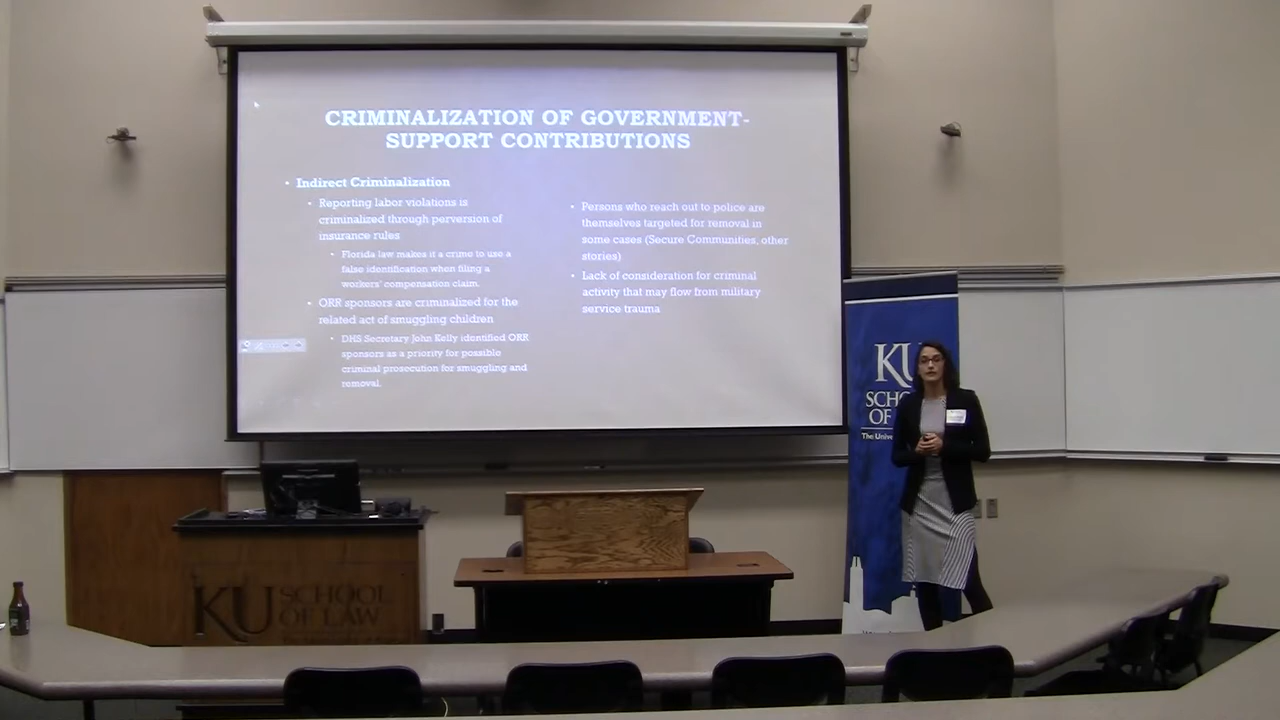 CRIMINALIZATION OF GOVERNMENT-
SUPPORT CONTRIBUTIONS
• Indirect Criminalization
• Reporting labor violations is
criminalized through perversion of
insurance rules
• Florida law makes it a crime to use a
false identification when filing a
workers' compensation claim.
• ORR sponsors are criminalized for the
related act of smuggling children
• DHS Secretary John Kelly identified ORR
sponsors as a priority for possible
criminal prosecution for smuggling and
removal.
• Persons who reach out to police are
themselves targeted for removal in
some cases (Secure Communities, other
stories)
• Lack of consideration for criminal
activity that may flow from military
service trauma
KU
SCHO
OF
The Unive
KU SCHOOL
OF LAW